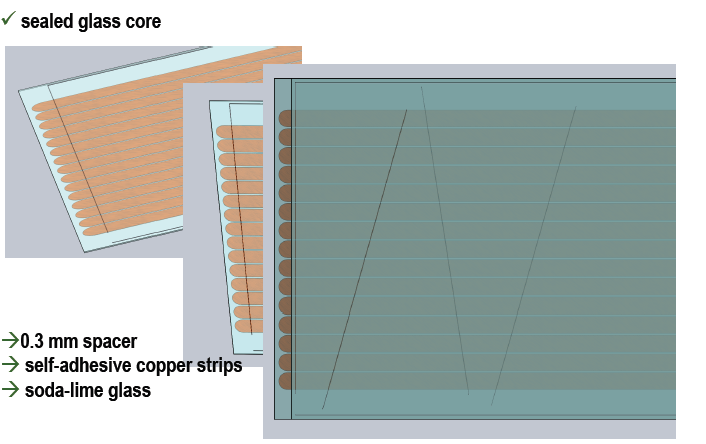 ✓ sealed glass core
→0.3 mm spacer
→ self-adhesive copper strips
→ soda-lime glass